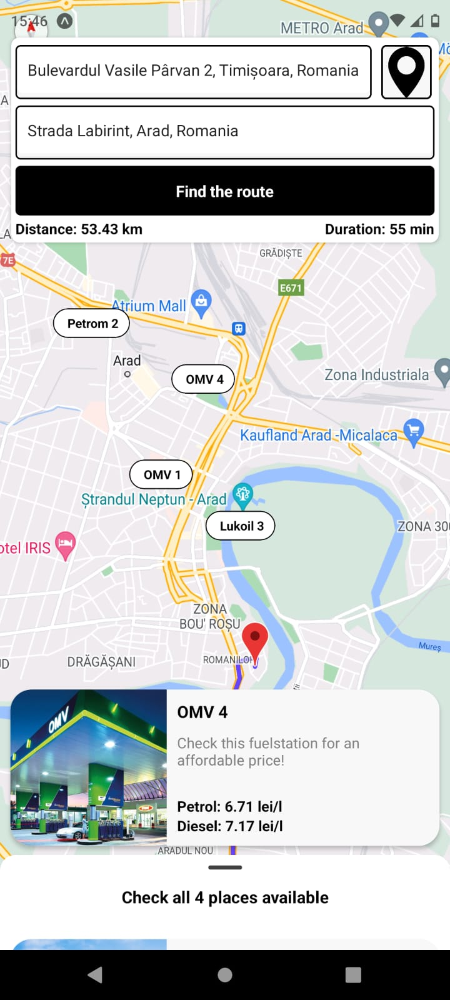 15:46
METRO Arad
Bulevardul Vasile Pârvan 2, Timișoara, Romania
Strada Labirint, Arad, Romania
Find the route
Distance: 53.43 km
Duration: 55 min
7E
GRĂDIȘTE
E671
Atrium Mall
Petrom 2
Arad
OMV 4
Zona Industriala
Kaufland Arad -Micalaca
OMV 1
Ștrandul Neptun - Arad
Lukoil 3
ZONA 300
otel IRIS
ZONA
BOU' ROȘU
Mureș
ROMANILOR
DRĂGĂȘANI
OMV
OMV 4
Check this fuelstation for an
affordable price!
Petrol: 6.71 lei/l
Diesel: 7.17 lei/l
ARADUL NOU
Check all 4 places available